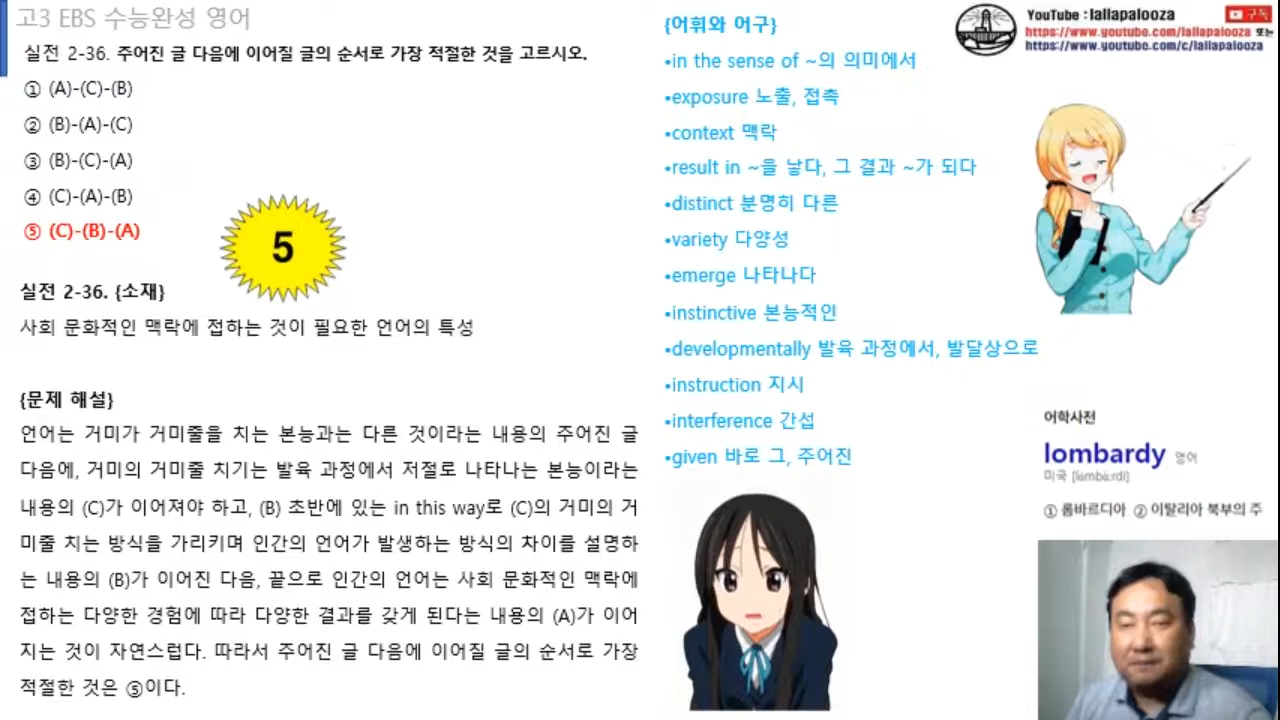 고3 EBS 수능완성 영어
실전 2-36. 주어진 글 다음에 이어질 글의 순서로 가장 적절한 것을 고르시오.
① (A)-(C)-(B)
② (B)-(A)-(C)
③ (B)-(C)-(A)
④ (C)-(A)-(B)
⑤ (C)-(B)-(A)
5
실전 2-36. {소재}
사회 문화적인 맥락에 접하는 것이 필요한 언어의 특성
{문제 해설}
언어는 거미가 거미줄을 치는 본능과는 다른 것이라는 내용의 주어진 글
다음에, 거미의 거미줄 치기는 발육 과정에서 저절로 나타나는 본능이라는
내용의 (C)가 이어져야 하고, (B) 초반에 있는 in this way로 (C)의 거미의 거
미줄 치는 방식을 가리키며 인간의 언어가 발생하는 방식의 차이를 설명하
는 내용의 (B)가 이어진 다음, 끝으로 인간의 언어는 사회 문화적인 맥락에
접하는 다양한 경험에 따라 다양한 결과를 갖게 된다는 내용의 (A)가 이어
지는 것이 자연스럽다. 따라서 주어진 글 다음에 이어질 글의 순서로 가장
적절한 것은 ⑤이다.
{어휘와 어구}
•in the sense of ~의 의미에서
•exposure 노출, 접촉
•context 맥락
•result in ~을 낳다, 그 결과 ~가 되다
•distinct 분명히 다른
•variety 다양성
•emerge 나타나다
•instinctive 본능적인
•developmentally 발육 과정에서, 발달상으로
•instruction 지시
•interference 간섭
•given 바로 그, 주어진
YouTube : lallapalooza
구독
https://www.youtube.com/lallapalooza 또는
https://www.youtube.com/c/lallapalooza
어학사전
lombardy 영어
미국 [lάmbə:rdi]
① 롬바르디아 ② 이탈리아 북부의 주